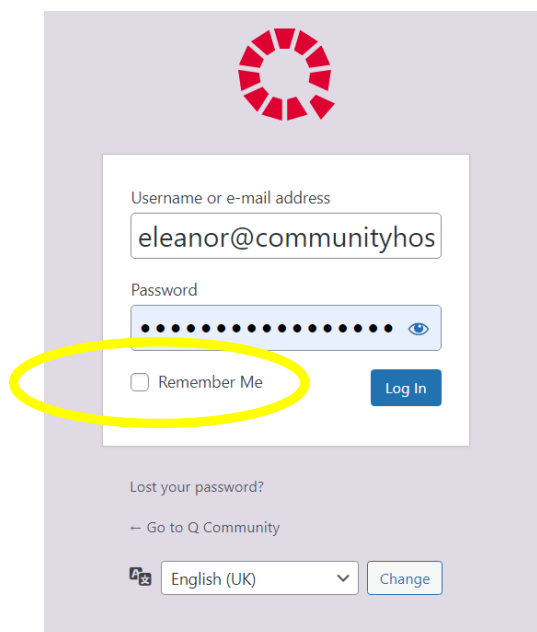 Username or e-mail address
eleanor@communityhos
Password
Remember Me
Log In
Lost your password?
← Go to Q Community
English (UK)
Change